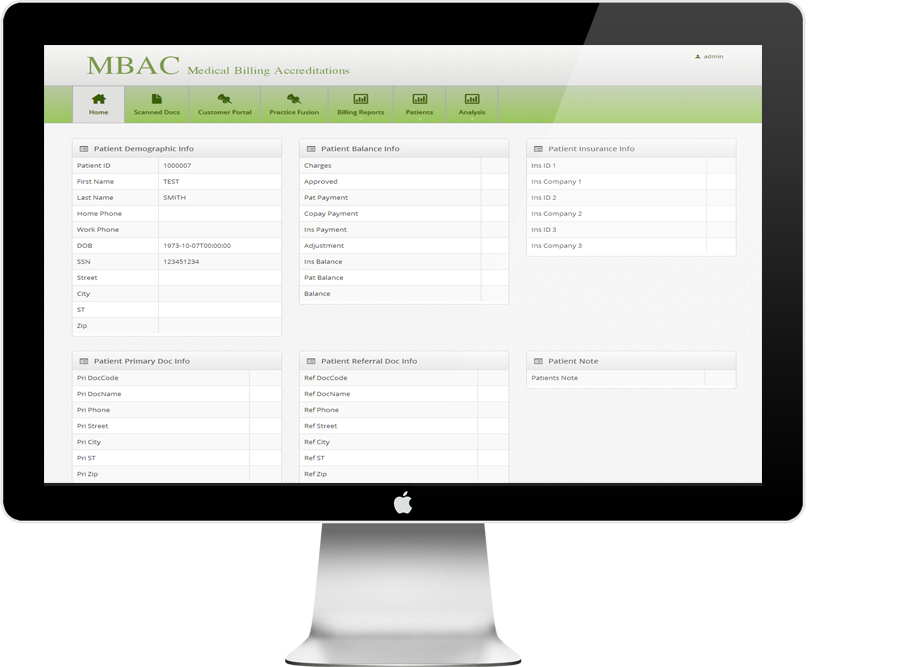 MBAC Medical Billing Accreditations
admin
Home
Scanned Docs
Customer Portal
Practice Fusion
Billing Reports
Patients
Analysis
Patient Demographic Info
Patient ID 1000007
First Name TEST
Last Name SMITH
Home Phone
Work Phone
DOB 1973-10-07T00:00:00
SSN 123451234
Street
City
ST
Zip
Patient Balance Info
Charges
Approved
Pat Payment
Copay Payment
Ins Payment
Adjustment
Ins Balance
Pat Balance
Balance
Patient Insurance Info
Ins ID 1
Ins Company 1
Ins ID 2
Ins Company 2
Ins ID 3
Ins Company 3
Patient Primary Doc Info
Pri DocCode
Pri DocName
Pri Phone
Pri Street
Pri City
Pri ST
Pri Zip
Patient Referral Doc Info
Ref DocCode
Ref DocName
Ref Phone
Ref Street
Ref City
Ref ST
Ref Zip
Patient Note
Patients Note